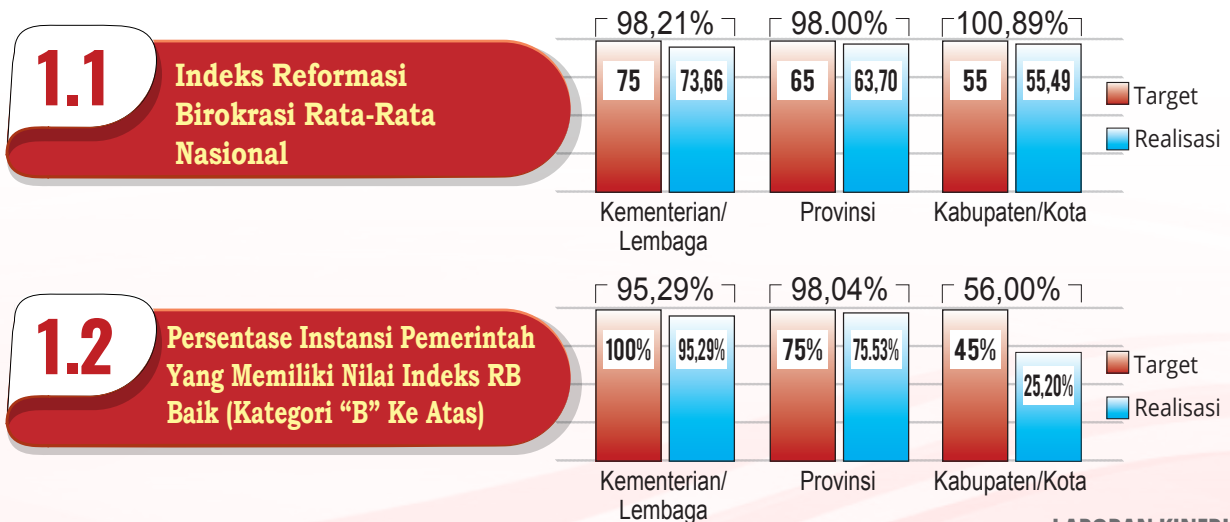 98,21% 98.00% 100,89%
1.1
Indeks Reformasi
Birokrasi Rata-Rata
Nasional
75 73,66 65 63,70 55 55,49
Target
Realisasi
Kementerian/
Lembaga
Provinsi
Kabupaten/Kota
95,29% 98,04% 56,00%
1.2
Persentase Instansi Pemerintah
Yang Memiliki Nilai Indeks RB
Baik (Kategori “B” Ke Atas)
100% 95,29% 75% 75.53% 45% 25,20%
Target
Realisasi
Kementerian/
Lembaga
Provinsi
Kabupaten/Kota
LAPORAN